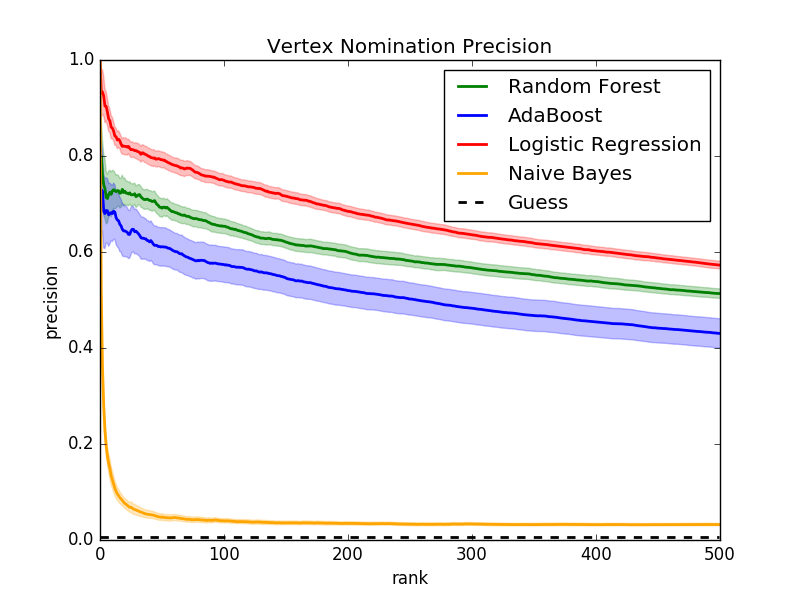 Vertex Nomination Precision
1.0
0.8
0.6
0.4
0.2
0.0
precision
Random Forest
AdaBoost
Logistic Regression
Naive Bayes
Guess
0 100 200 300 400 500
rank